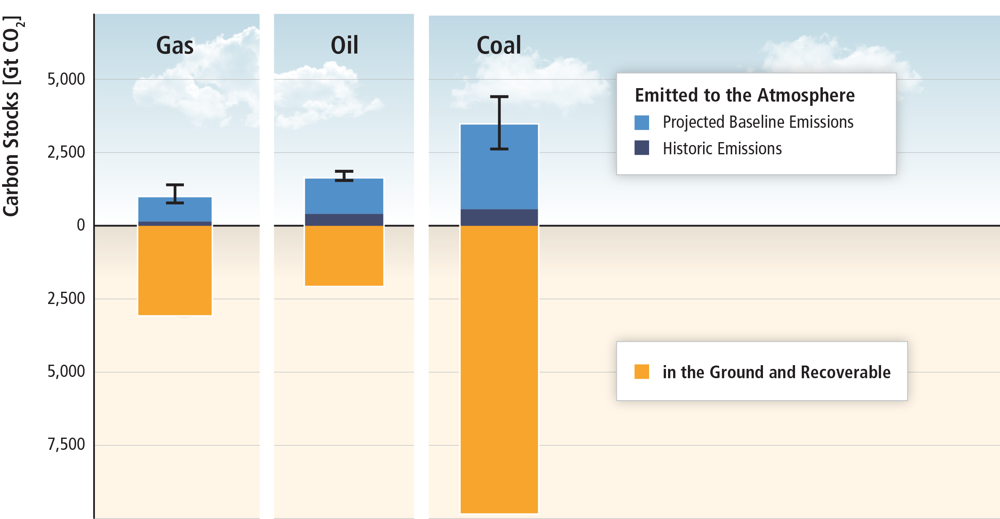 Carbon Stocks [Gt CO₂]
Gas
Oil
Coal
5,000
2,500
0
2,500
5,000
7,500
Emitted to the Atmosphere
Projected Baseline Emissions
Historic Emissions
in the Ground and Recoverable